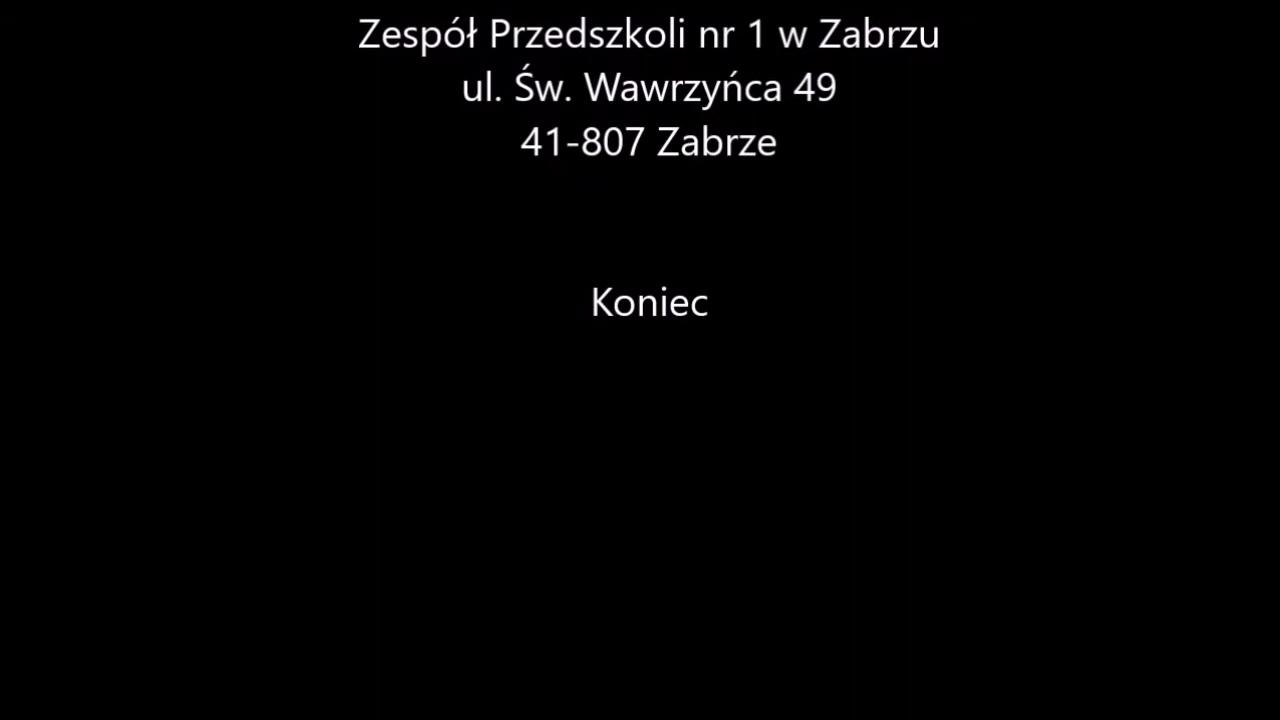 Zespół Przedszkoli nr 1 w Zabrzu
ul. Św. Wawrzyńca 49
41-807 Zabrze
Koniec